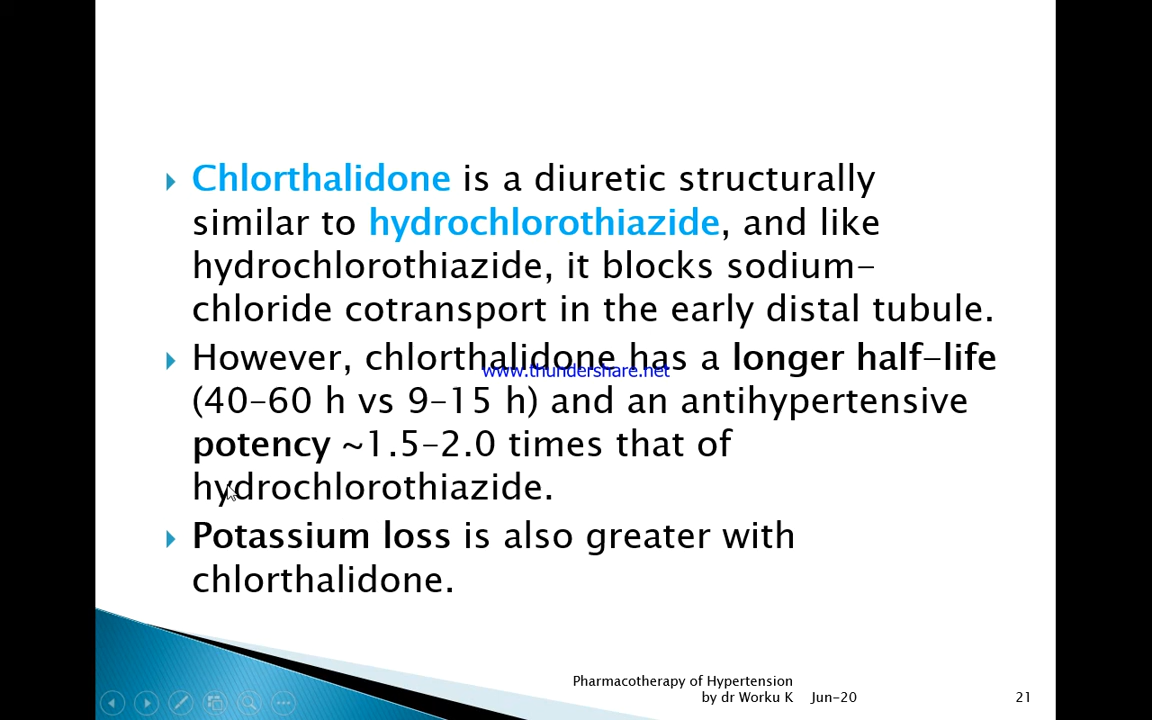 Chlorthalidone is a diuretic structurally
similar to hydrochlorothiazide, and like
hydrochlorothiazide, it blocks sodium-
chloride cotransport in the early distal tubule.
However, chlorthalidone has a longer half-life
www.thundershare.net
(40-60 h vs 9-15 h) and an antihypertensive
potency ~1.5-2.0 times that of
hydrochlorothiazide.
Potassium loss is also greater with
chlorthalidone.
Pharmacotherapy of Hypertension
by dr Worku K Jun-20 21